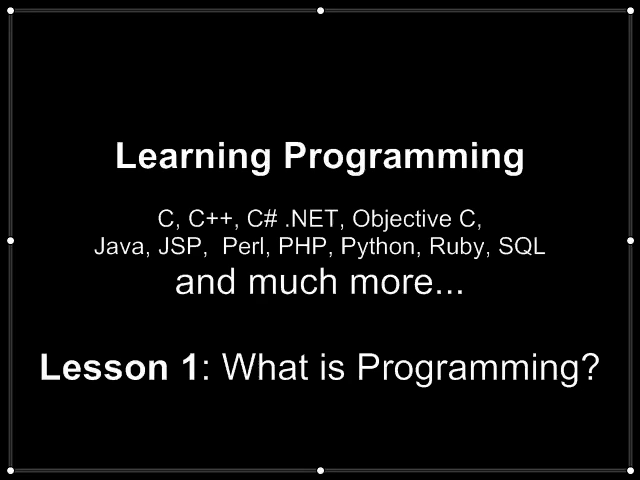 Learning Programming
C, C++, C# .NET, Objective C,
Java, JSP,  Perl, PHP, Python, Ruby, SQL
and much more...
Lesson 1: What is Programming?